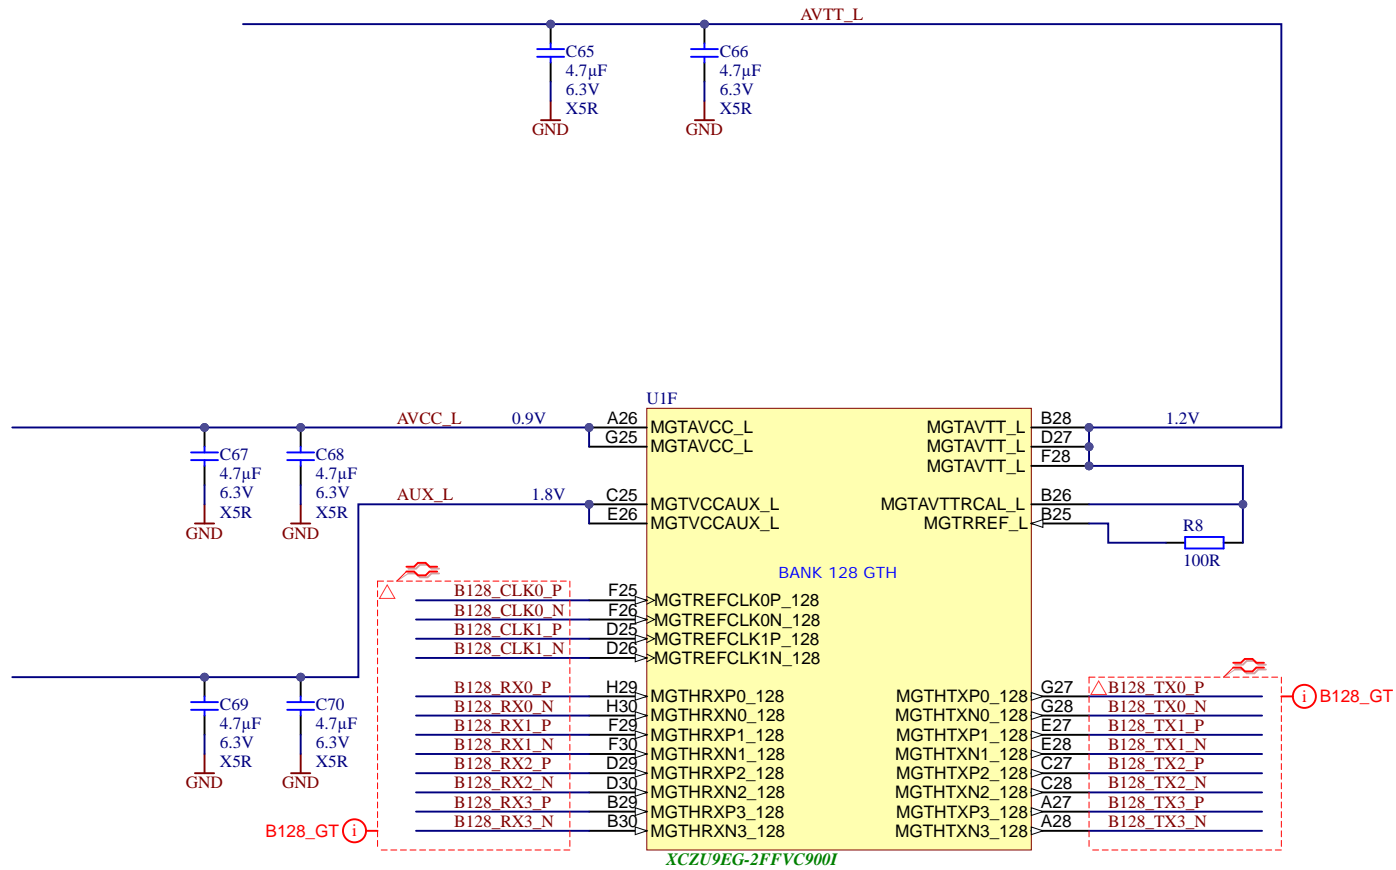 AVTT_L
C65
4.7µF
6.3V
X5R
GND
C66
4.7µF
6.3V
X5R
GND
U1F
AVCC_L 0.9V
A26 MGTAVCC_L
G25 MGTAVCC_L
C67
4.7µF
6.3V
X5R
GND
C68
4.7µF
6.3V
X5R
GND
AUX_L 1.8V
C25 MGTVCCAUX_L
E26 MGTVCCAUX_L
MGTAVTT_L B28 1.2V
MGTAVTT_L D27
MGTAVTT_L F28
MGTAVTTRCAL_L B26
MGTRREF_L B25
R8
100R
BANK 128 GTH
B128_CLK0_P F25 MGTREFCLK0P_128
B128_CLK0_N F26 MGTREFCLK0N_128
B128_CLK1_P D25 MGTREFCLK1P_128
B128_CLK1_N D26 MGTREFCLK1N_128
C69
4.7µF
6.3V
X5R
GND
C70
4.7µF
6.3V
X5R
GND
B128_RX0_P H29 MGTHRXP0_128
B128_RX0_N H30 MGTHRXN0_128
B128_RX1_P F29 MGTHRXP1_128
B128_RX1_N F30 MGTHRXN1_128
B128_RX2_P D29 MGTHRXP2_128
B128_RX2_N D30 MGTHRXN2_128
B128_RX3_P B29 MGTHRXP3_128
B128_RX3_N B30 MGTHRXN3_128
B128_GT i
MGTHTXP0_128 G27 B128_TX0_P
MGTHTXN0_128 G28 B128_TX0_N
MGTHTXP1_128 E27 B128_TX1_P
MGTHTXN1_128 E28 B128_TX1_N
MGTHTXP2_128 C27 B128_TX2_P
MGTHTXN2_128 C28 B128_TX2_N
MGTHTXP3_128 A27 B128_TX3_P
MGTHTXN3_128 A28 B128_TX3_N
i B128_GT
XCZU9EG-2FFVC900I